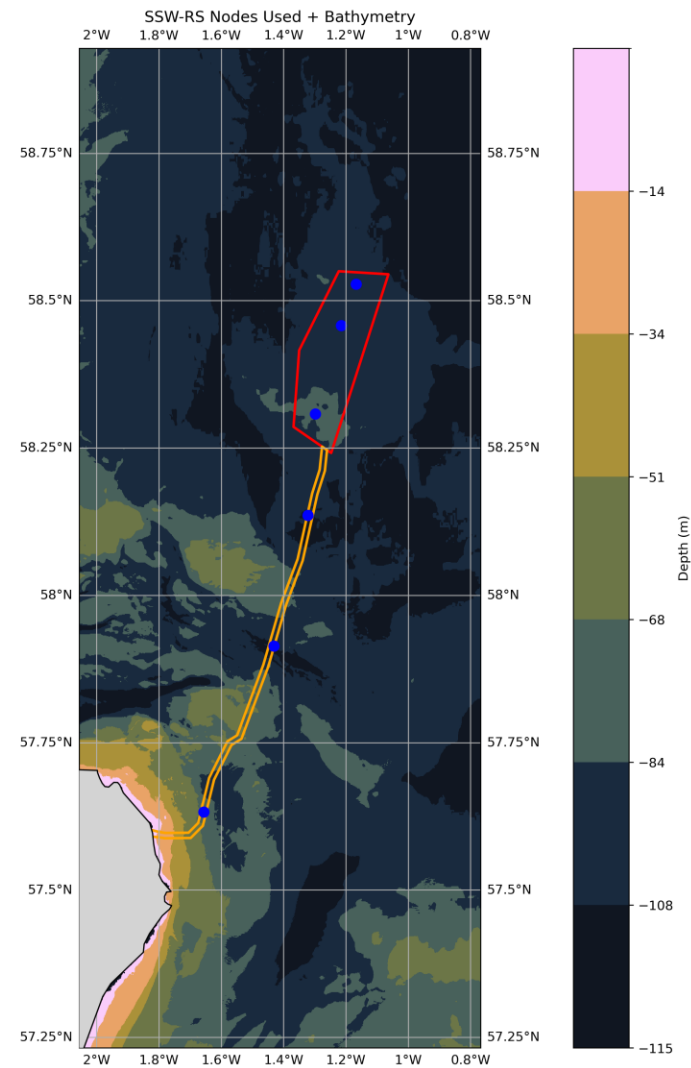 SSW-RS Nodes Used + Bathymetry
2°W 1.8°W 1.6°W 1.4°W 1.2°W 1°W 0.8°W
58.75°N 58.75°N
−14
58.5°N 58.5°N
−34
58.25°N 58.25°N
−51
Depth (m)
58°N 58°N
−68
57.75°N 57.75°N
−84
57.5°N 57.5°N
−108
57.25°N 57.25°N
−115
2°W 1.8°W 1.6°W 1.4°W 1.2°W 1°W 0.8°W